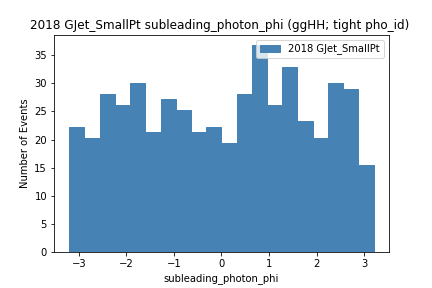 2018 GJet_SmallPt subleading_photon_phi (ggHH; tight pho_id)
2018 GJet_SmallPt
Number of Events
35
30
25
20
15
10
5
0
−3 −2 −1 0 1 2 3
subleading_photon_phi